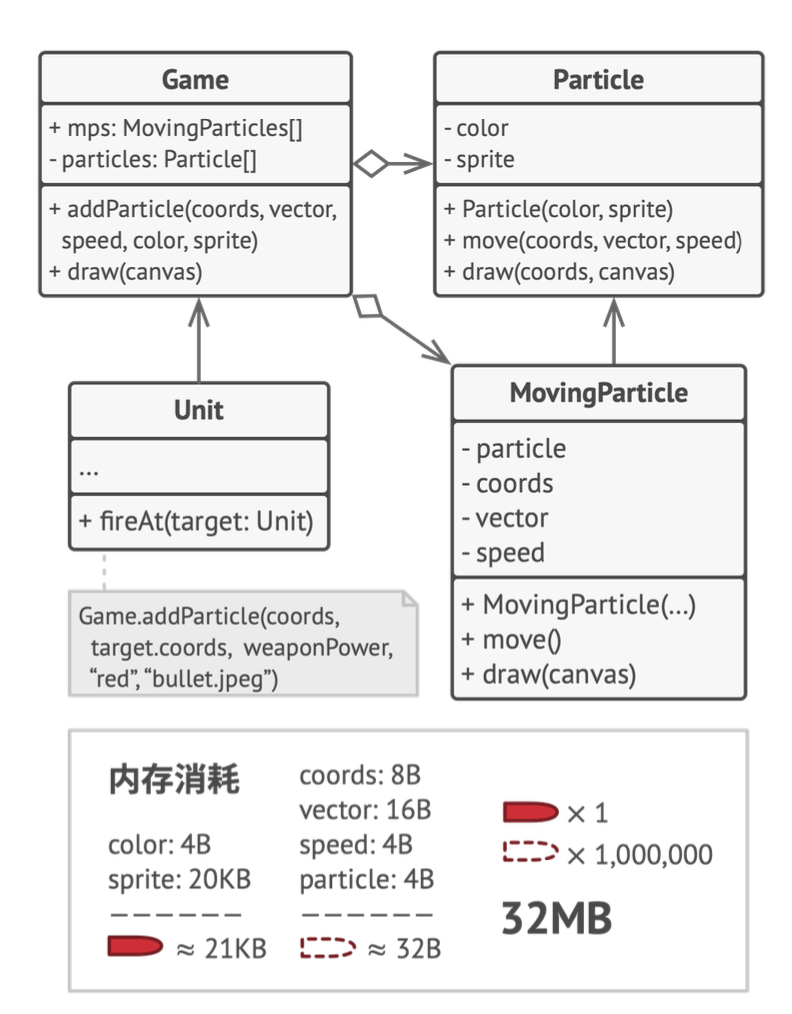 Game
+ mps: MovingParticles[]
- particles: Particle[]
+ addParticle(coords, vector,
speed, color, sprite)
+ draw(canvas)
Particle
- color
- sprite
+ Particle(color, sprite)
+ move(coords, vector, speed)
+ draw(coords, canvas)
Unit
...
+ fireAt(target: Unit)
Game.addParticle(coords,
target.coords, weaponPower,
“red”, “bullet.jpeg”)
MovingParticle
- particle
- coords
- vector
- speed
+ MovingParticle(...)
+ move()
+ draw(canvas)
内存消耗
color: 4B
sprite: 20KB
≈ 21KB
coords: 8B
vector: 16B
speed: 4B
particle: 4B
≈ 32B
× 1
× 1,000,000
32MB